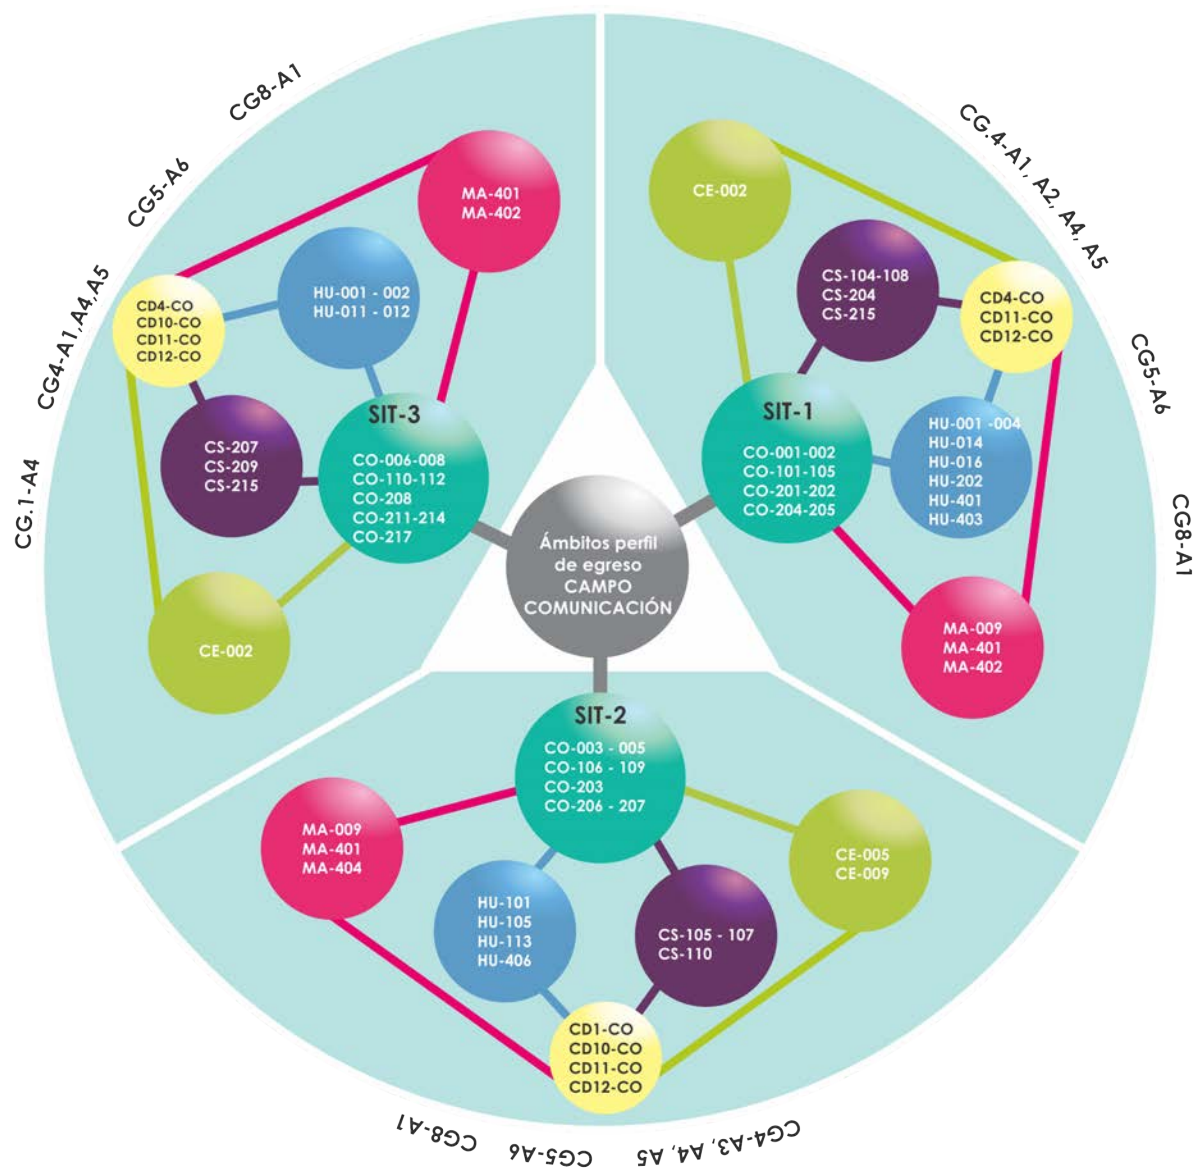 CG8-A1
CG5-A6
CG4-A1,A4,A5
CG.1-A4
MA-401
MA-402
HU-001 - 002
HU-011 - 012
CD4-CO
CD10-CO
CD11-CO
CD12-CO
CS-207
CS-209
CS-215
SIT-3
CO-006-008
CO-110-112
CO-208
CO-211-214
CO-217
CE-002
CG.4-A1, A2, A4, A5
CG5-A6
CG8-A1
CE-002
CS-104-108
CS-204
CS-215
CD4-CO
CD11-CO
CD12-CO
SIT-1
CO-001-002
CO-101-105
CO-201-202
CO-204-205
HU-001 -004
HU-014
HU-016
HU-202
HU-401
HU-403
MA-009
MA-401
MA-402
Ámbitos perfil
de egreso
CAMPO
COMUNICACIÓN
SIT-2
CO-003 - 005
CO-106 - 109
CO-203
CO-206 - 207
MA-009
MA-401
MA-404
HU-101
HU-105
HU-113
HU-406
CS-105 - 107
CS-110
CE-005
CE-009
CD1-CO
CD10-CO
CD11-CO
CD12-CO
CG4-A3, A4, A5
CG5-A6
CG8-A1